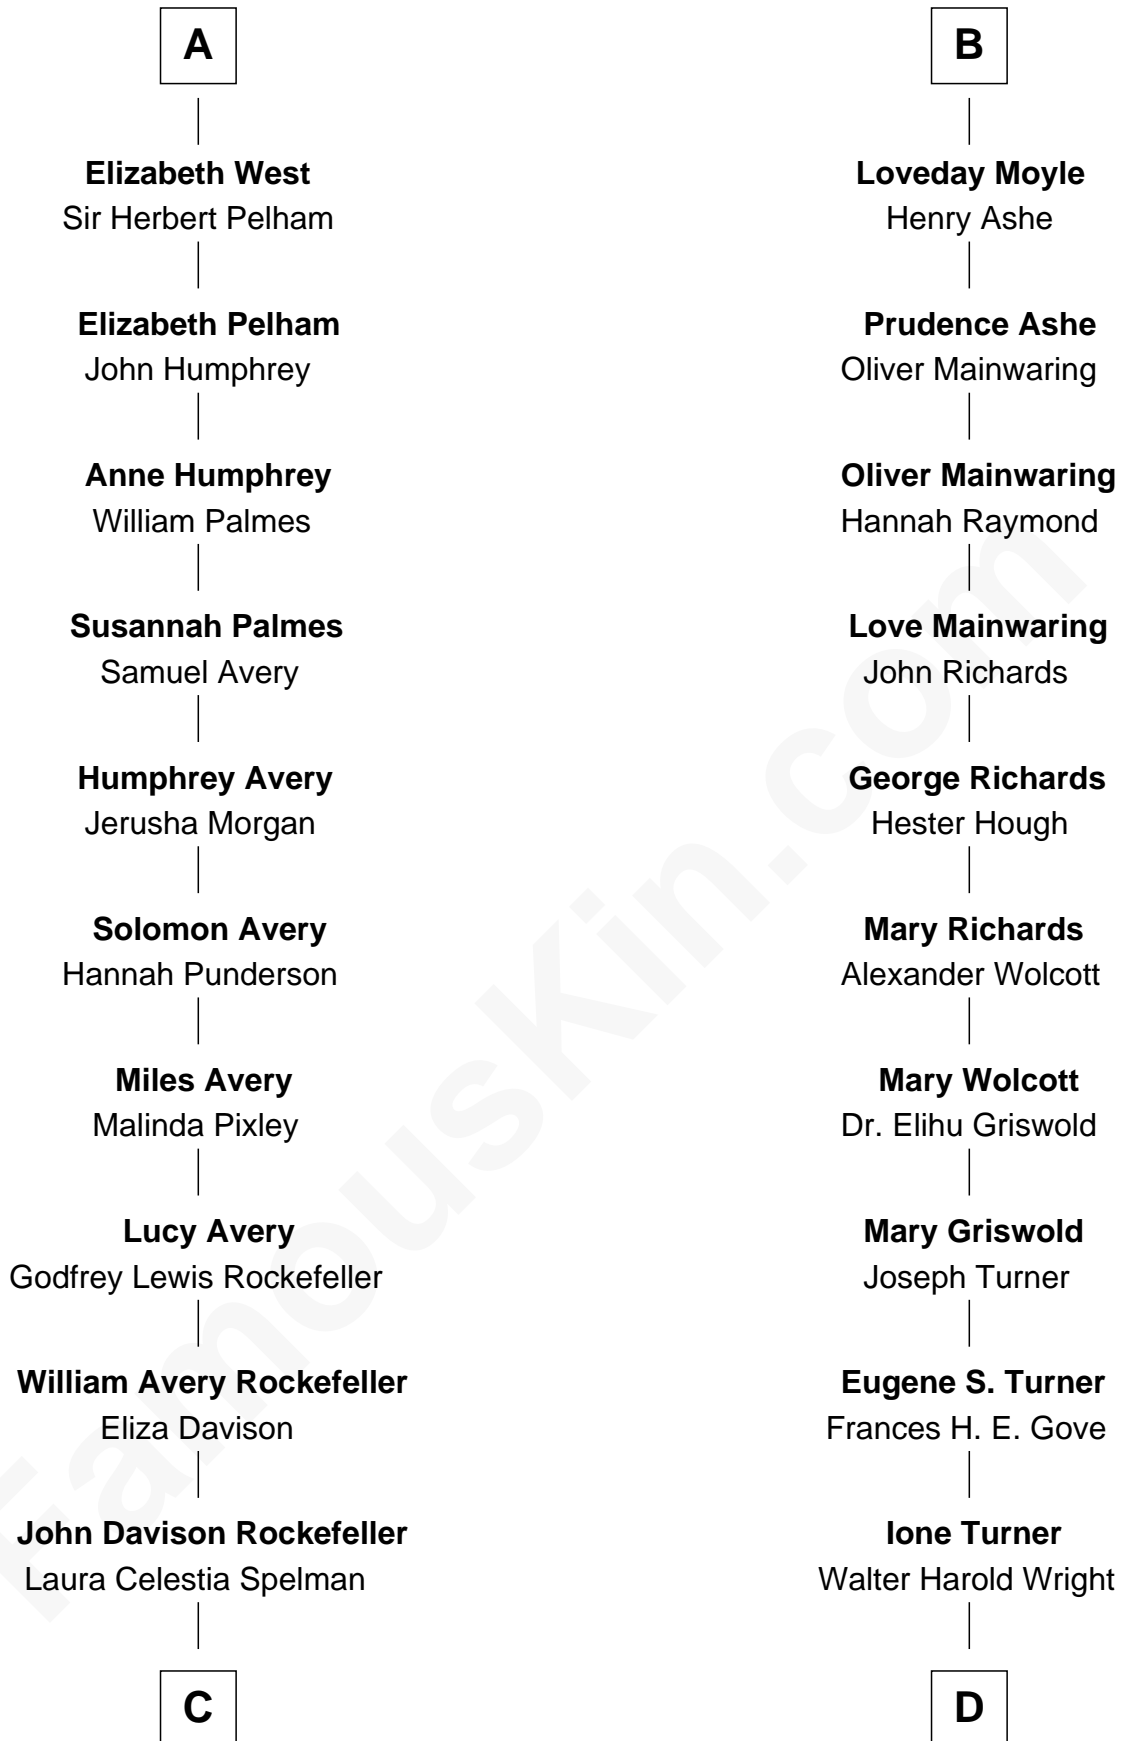 A
Elizabeth West
Sir Herbert Pelham
Elizabeth Pelham
John Humphrey
Anne Humphrey
William Palmes
Susannah Palmes
Samuel Avery
Humphrey Avery
Jerusha Morgan
Solomon Avery
Hannah Punderson
Miles Avery
Malinda Pixley
Lucy Avery
Godfrey Lewis Rockefeller
William Avery Rockefeller
Eliza Davison
John Davison Rockefeller
Laura Celestia Spelman
C
B
Loveday Moyle
Henry Ashe
Prudence Ashe
Oliver Mainwaring
Oliver Mainwaring
Hannah Raymond
Love Mainwaring
John Richards
George Richards
Hester Hough
Mary Richards
Alexander Wolcott
Mary Wolcott
Dr. Elihu Griswold
Mary Griswold
Joseph Turner
Eugene S. Turner
Frances H. E. Gove
Ione Turner
Walter Harold Wright
D
FamousKin.com